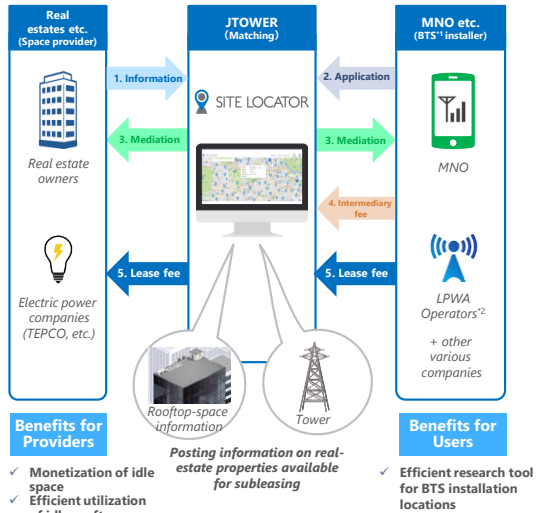 Real
estates etc.
(Space provider)
JTOWER
(Matching)
MNO etc.
(BTS*1 installer)
1. Information
2. Application
SITE LOCATOR
3. Mediation
3. Mediation
Real estate
owners
MNO
4. Intermediary
fee
5. Lease fee
5. Lease fee
Electric power
companies
(TEPCO, etc.)
LPWA
Operators*2
+ other
various
companies
Rooftop-space
information
Tower
Benefits for
Providers
Posting information on real-
estate properties available
for subleasing
Benefits for
Users
✓ Monetization of idle
space
✓ Efficient utilization
✓ Efficient research tool
for BTS installation
locations